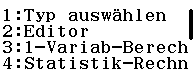 1:Typ auswählen
2:Editor
3:1-Variab-Berech
4:Statistik-Rechn